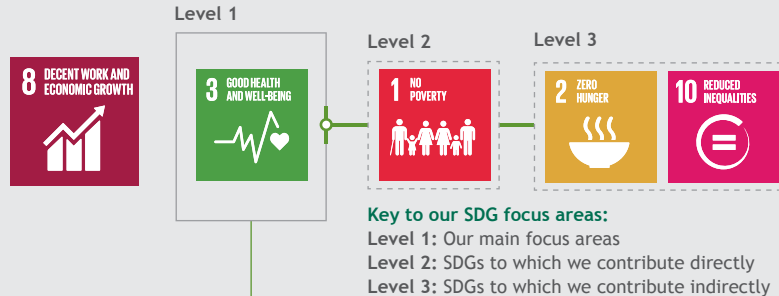 Level 1
Level 2
Level 3
8 DECENT WORK AND
ECONOMIC GROWTH
3 GOOD HEALTH
AND WELL-BEING
1 NO
POVERTY
2 ZERO
HUNGER
10 REDUCED
INEQUALITIES
Key to our SDG focus areas:
Level 1: Our main focus areas
Level 2: SDGs to which we contribute directly
Level 3: SDGs to which we contribute indirectly